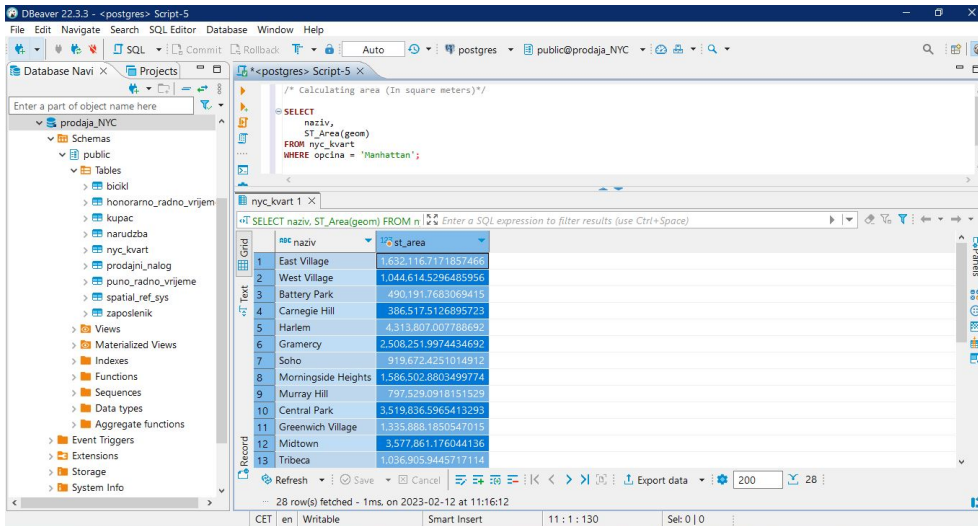 DBeaver 22.3.3 - <postgres> Script-5
File Edit Navigate Search SQL Editor Database Window Help
SQL Commit Rollback Auto postgres public@prodaja_NYC
Database Navi Projects
*<postgres> Script-5
Enter a part of object name here
prodaja_NYC
Schemas
public
Tables
bicikl
honorarno_radno_vrijem
kupac
narudzba
nyc_kvart
prodajni_nalog
puno_radno_vrijeme
spatial_ref_sys
zaposlenik
Views
Materialized Views
Indexes
Functions
Sequences
Data types
Aggregate functions
Event Triggers
Extensions
Storage
System Info
/* Calculating area (In square meters)*/
SELECT
naziv,
ST_Area(geom)
FROM nyc_kvart
WHERE opcina = 'Manhattan';
nyc_kvart 1
SELECT naziv, ST_Area(geom) FROM n Enter a SQL expression to filter results (use Ctrl+Space)
Grid
Text
Record
Panels
ABC naziv 123 st_area
1 East Village 1,632,116.7171857466
2 West Village 1,044,614.5296485956
3 Battery Park 490,191.7683069415
4 Carnegie Hill 386,517.5126895723
5 Harlem 4,313,807.007788692
6 Gramercy 2,508,251.9974434692
7 Soho 919,672.4251014912
8 Morningside Heights 1,586,502.8803499774
9 Murray Hill 797,529.0918151529
10 Central Park 3,519,836.5965413293
11 Greenwich Village 1,335,888.1850547015
12 Midtown 3,577,861.176044136
13 Tribeca 1,036,905.9445717114
Refresh Save Cancel Export data 200 28
28 row(s) fetched - 1ms, on 2023-02-12 at 11:16:12
CET en Writable Smart Insert 11 : 1 : 130 Sel: 0 | 0